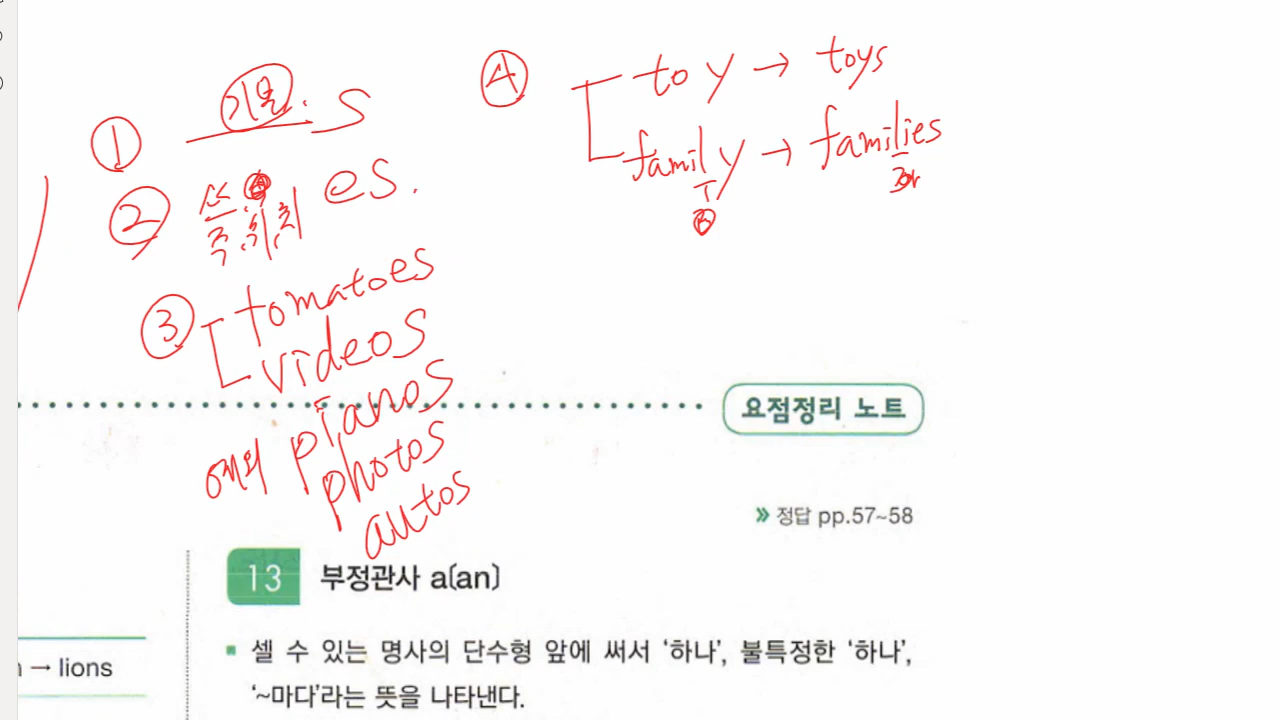 ① 기본. s
② 쓰 es.
즈, 쉬, 취
③ tomatoes
videos
예외 pianos
photos
autos
④ toy → toys
family → families
요점정리 노트
» 정답 pp.57~58
13 부정관사 a(an)
셀 수 있는 명사의 단수형 앞에 써서 ‘하나’, 불특정한 ‘하나’,
‘~마다’라는 뜻을 나타낸다.
→ lions